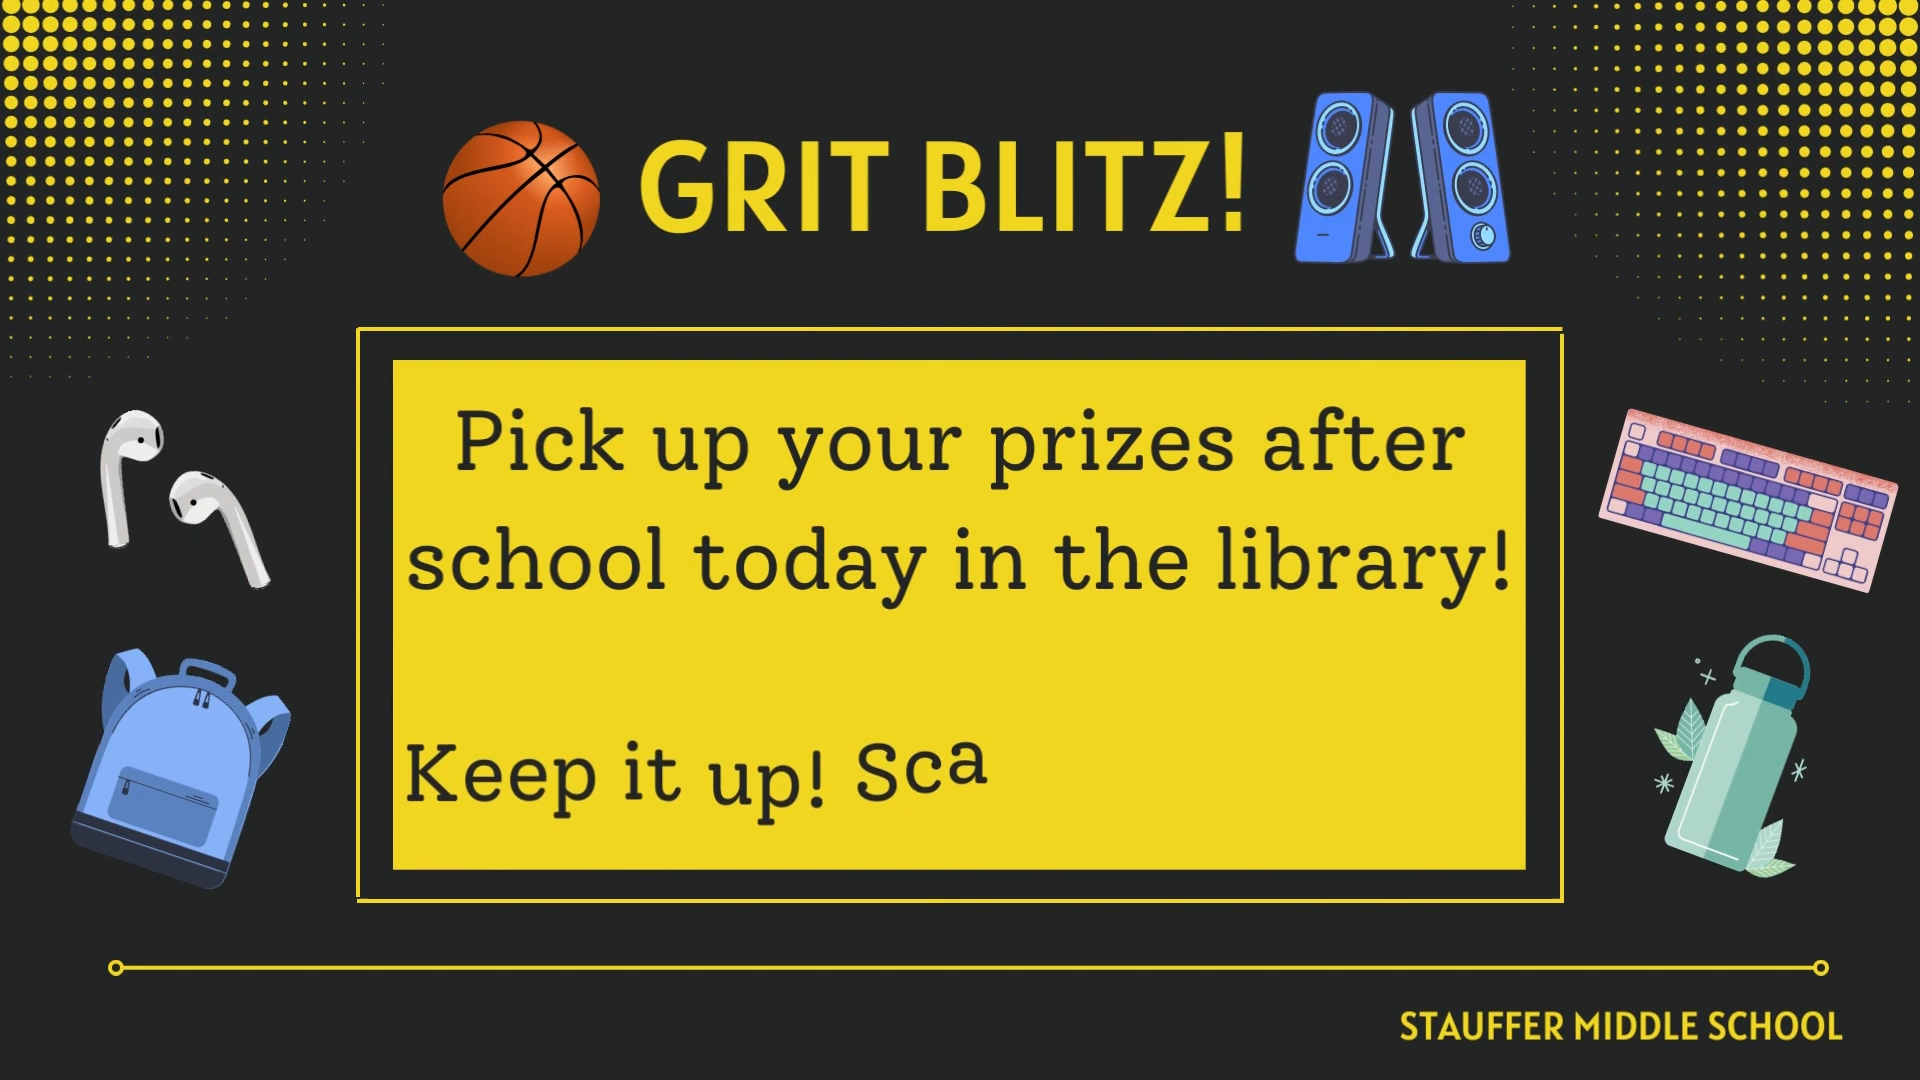 GRIT BLITZ!
Pick up your prizes after
school today in the library!
Keep it up! Sca
STAUFFER MIDDLE SCHOOL